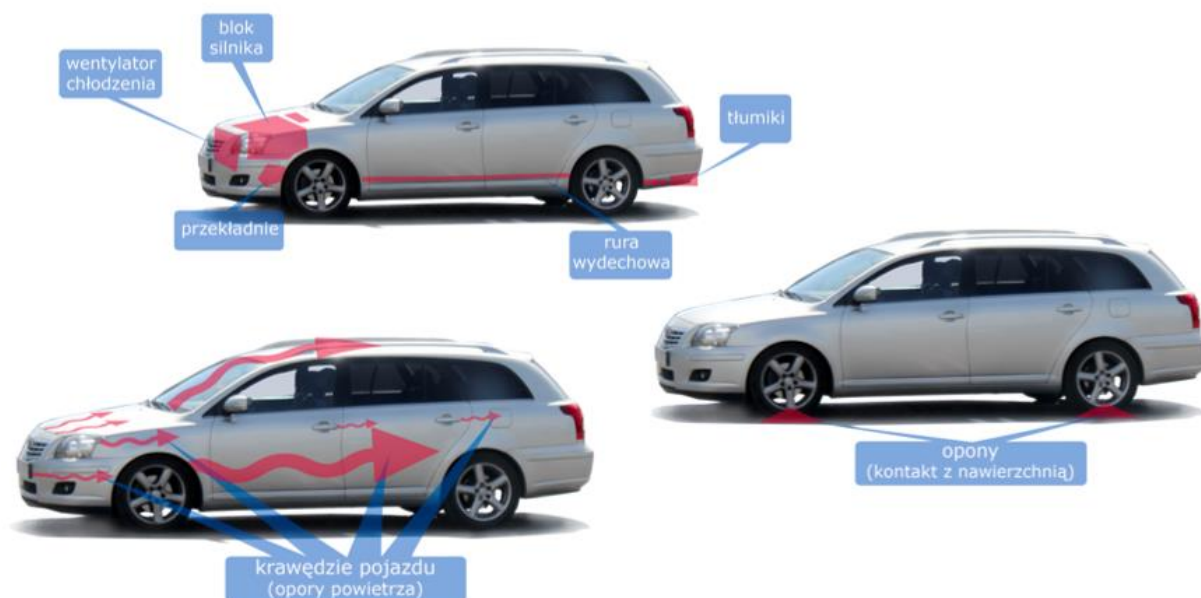 blok
silnika
wentylator
chłodzenia
tłumiki
przekładnie
rura
wydechowa
opony
(kontakt z nawierzchnią)
krawędzie pojazdu
(opory powietrza)